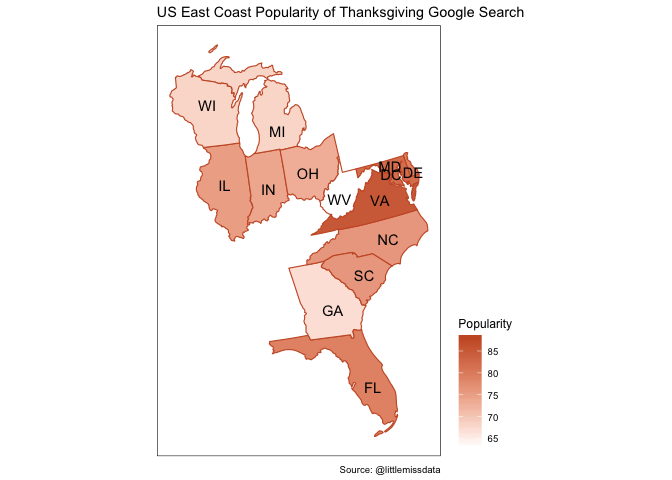 US East Coast Popularity of Thanksgiving Google Search
WI
MI
OH
IL
IN
WV
MD
DC
DE
VA
NC
SC
GA
FL
Popularity
85
80
75
70
65
Source: @littlemissdata